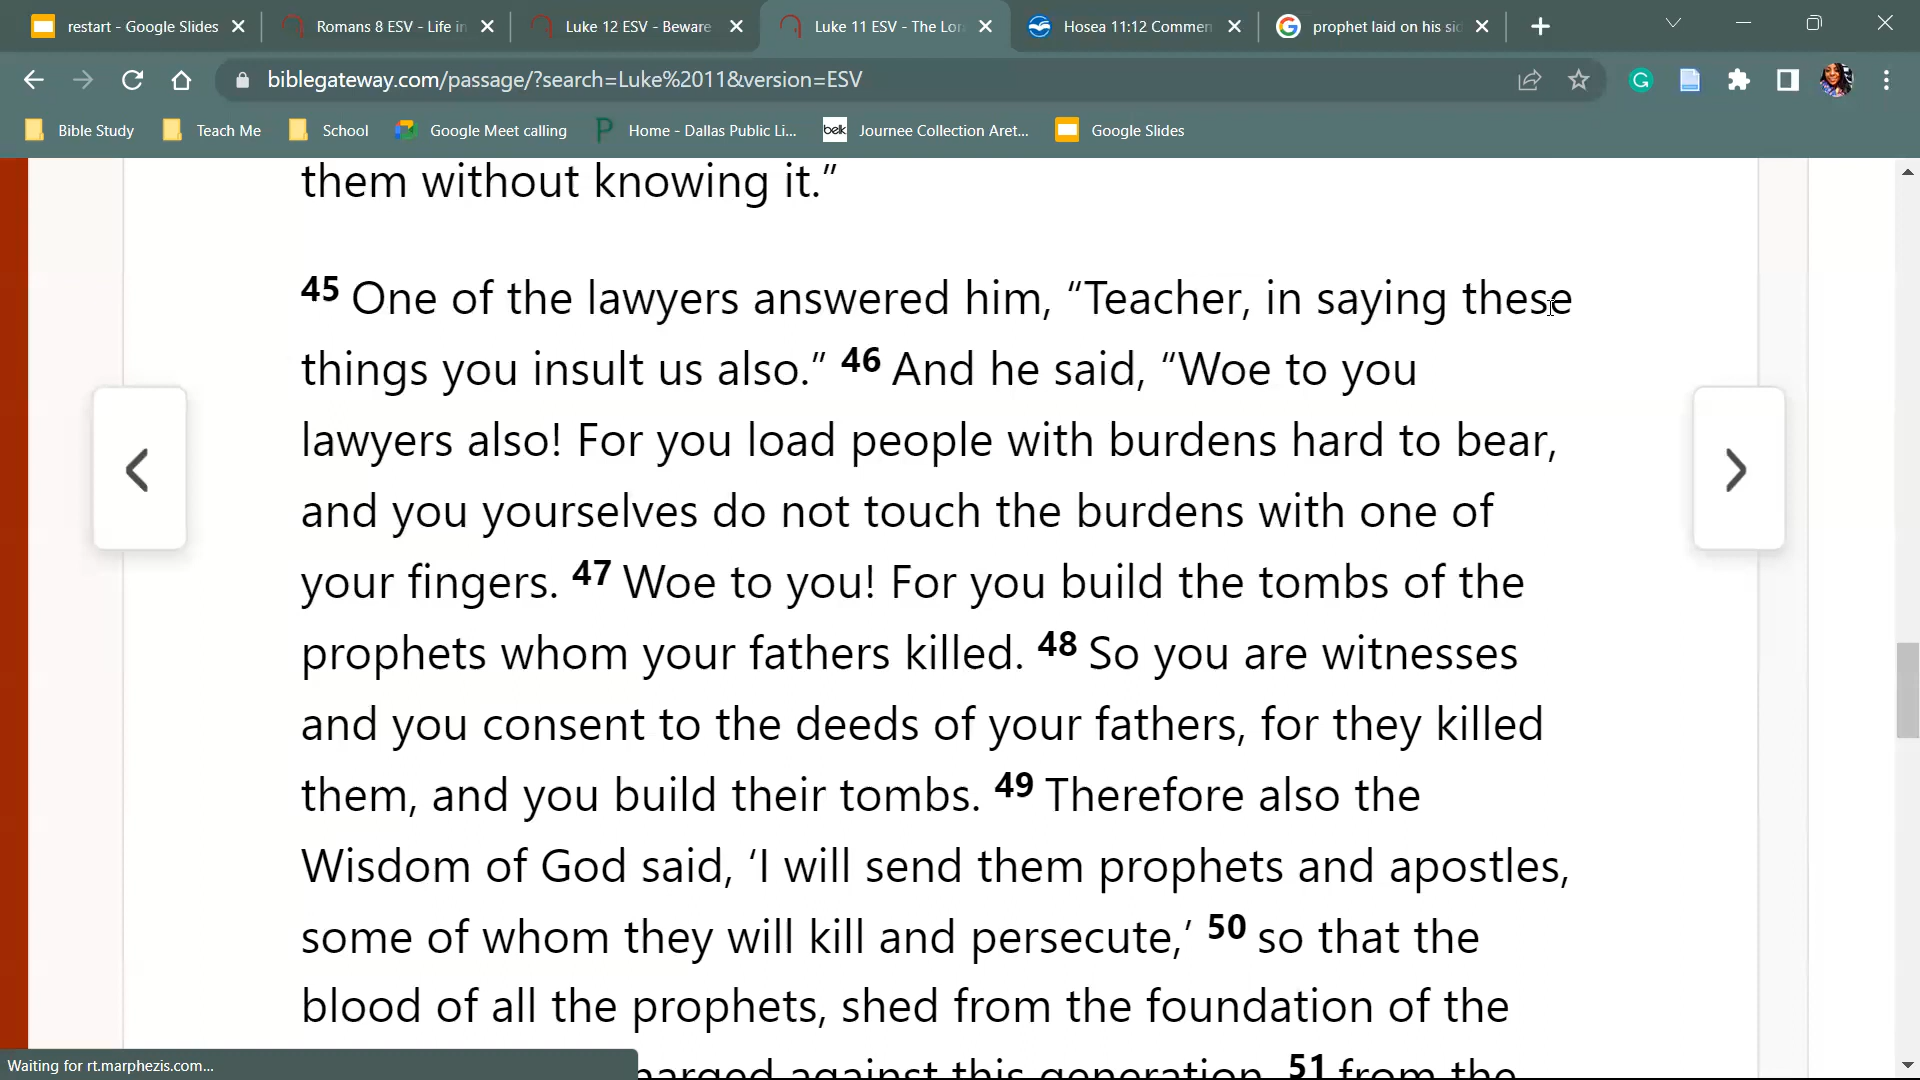 restart - Google Slides
Romans 8 ESV - Life in
Luke 12 ESV - Beware
Luke 11 ESV - The Lor
Hosea 11:12 Commen
prophet laid on his sid
biblegateway.com/passage/?search=Luke%2011&version=ESV
Bible Study
Teach Me
School
Google Meet calling
Home - Dallas Public Li...
belk
Journee Collection Aret...
Google Slides
them without knowing it.”
45 One of the lawyers answered him, “Teacher, in saying these
things you insult us also.” 46 And he said, “Woe to you
lawyers also! For you load people with burdens hard to bear,
and you yourselves do not touch the burdens with one of
your fingers. 47 Woe to you! For you build the tombs of the
prophets whom your fathers killed. 48 So you are witnesses
and you consent to the deeds of your fathers, for they killed
them, and you build their tombs. 49 Therefore also the
Wisdom of God said, ‘I will send them prophets and apostles,
some of whom they will kill and persecute,’ 50 so that the
blood of all the prophets, shed from the foundation of the
against this generation, 51 from the
Waiting for rt.marphezis.com...